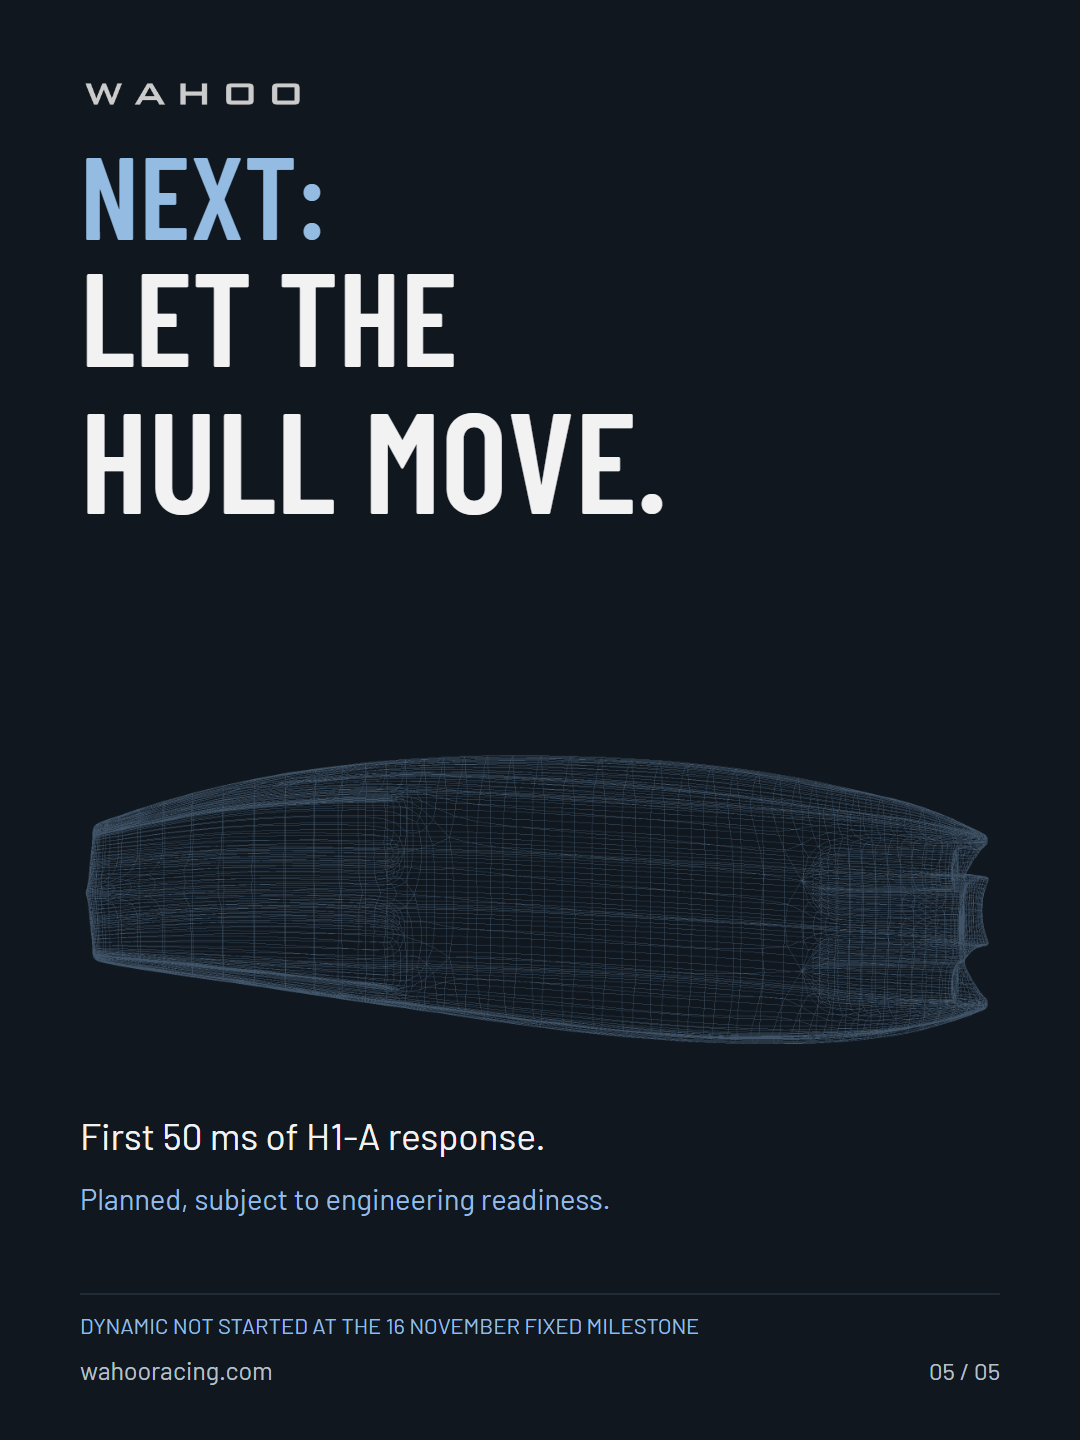 WAHOO
NEXT:
LET THE
HULL MOVE.
First 50 ms of H1-A response.
Planned, subject to engineering readiness.
DYNAMIC NOT STARTED AT THE 16 NOVEMBER FIXED MILESTONE
wahooracing.com
05 / 05